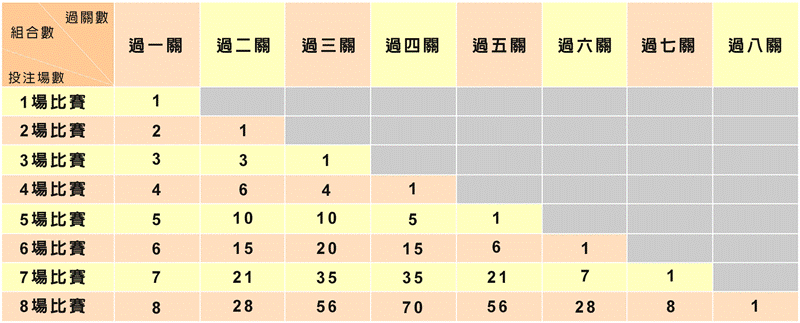 過關數
組合數
投注場數
過一關 過二關 過三關 過四關 過五關 過六關 過七關 過八關
1場比賽 1
2場比賽 2 1
3場比賽 3 3 1
4場比賽 4 6 4 1
5場比賽 5 10 10 5 1
6場比賽 6 15 20 15 6 1
7場比賽 7 21 35 35 21 7 1
8場比賽 8 28 56 70 56 28 8 1